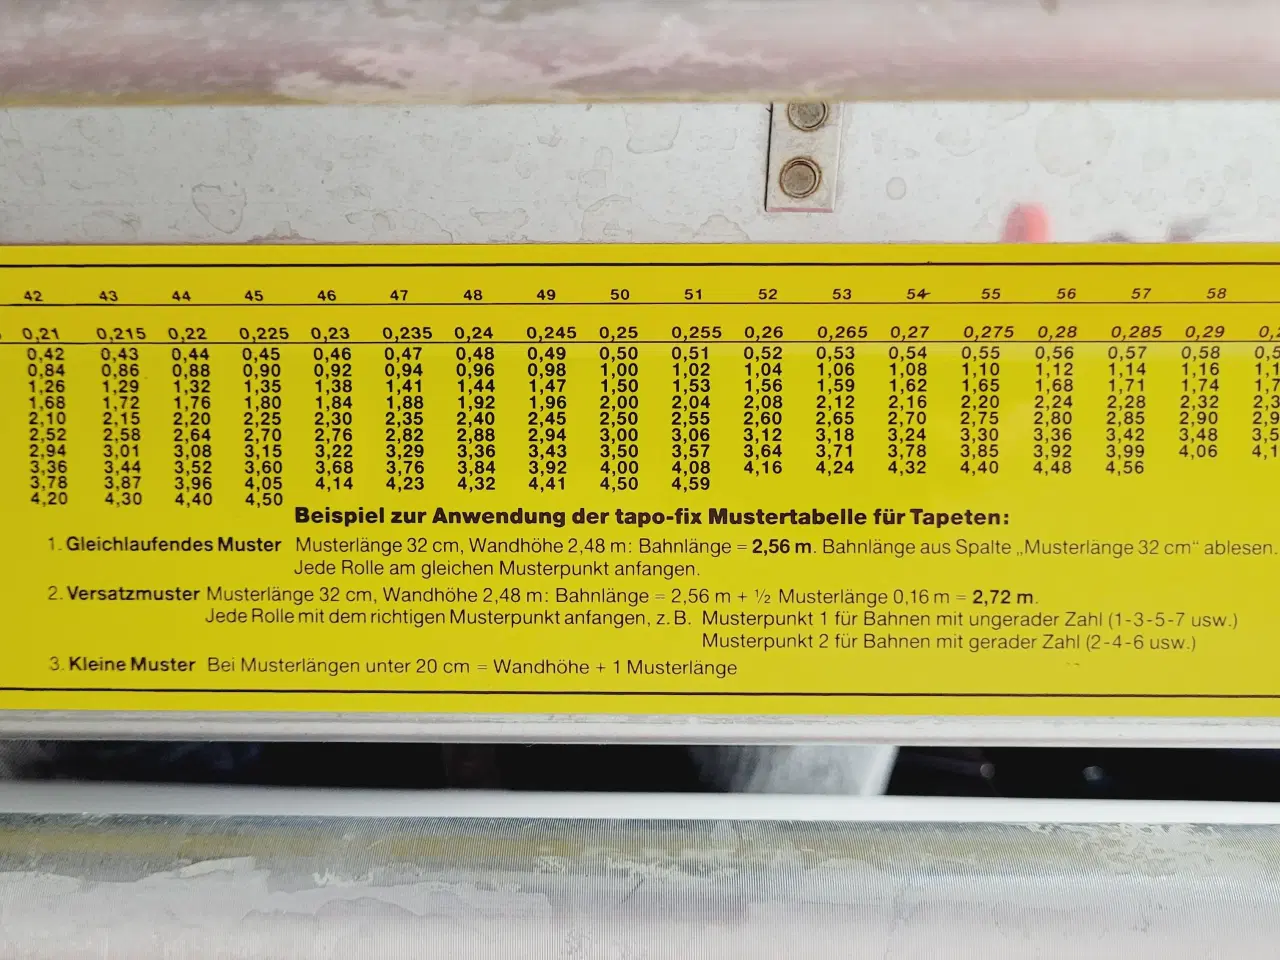 42 43 44 45 46 47 48 49 50 51 52 53 54 55 56 57 58
0,21 0,215 0,22 0,225 0,23 0,235 0,24 0,245 0,25 0,255 0,26 0,265 0,27 0,275 0,28 0,285 0,29
0,42 0,43 0,44 0,45 0,46 0,47 0,48 0,49 0,50 0,51 0,52 0,53 0,54 0,55 0,56 0,57 0,58
0,84 0,86 0,88 0,90 0,92 0,94 0,96 0,98 1,00 1,02 1,04 1,06 1,08 1,10 1,12 1,14 1,16
1,26 1,29 1,32 1,35 1,38 1,41 1,44 1,47 1,50 1,53 1,56 1,59 1,62 1,65 1,68 1,71 1,74
1,68 1,72 1,76 1,80 1,84 1,88 1,92 1,96 2,00 2,04 2,08 2,12 2,16 2,20 2,24 2,28 2,32
2,10 2,15 2,20 2,25 2,30 2,35 2,40 2,45 2,50 2,55 2,60 2,65 2,70 2,75 2,80 2,85 2,90
2,52 2,58 2,64 2,70 2,76 2,82 2,88 2,94 3,00 3,06 3,12 3,18 3,24 3,30 3,36 3,42 3,48
2,94 3,01 3,08 3,15 3,22 3,29 3,36 3,43 3,50 3,57 3,64 3,71 3,78 3,85 3,92 3,99 4,06
3,36 3,44 3,52 3,60 3,68 3,76 3,84 3,92 4,00 4,08 4,16 4,24 4,32 4,40 4,48 4,56
3,78 3,87 3,96 4,05 4,14 4,23 4,32 4,41 4,50 4,59
4,20 4,30 4,40 4,50
Beispiel zur Anwendung der tapo-fix Mustertabelle für Tapeten:
1. Gleichlaufendes Muster Musterlänge 32 cm, Wandhöhe 2,48 m: Bahnlänge = 2,56 m. Bahnlänge aus Spalte „Musterlänge 32 cm" ablesen.
Jede Rolle am gleichen Musterpunkt anfangen.
2. Versatzmuster Musterlänge 32 cm, Wandhöhe 2,48 m: Bahnlänge = 2,56 m + ½ Musterlänge 0,16 m = 2,72 m.
Jede Rolle mit dem richtigen Musterpunkt anfangen, z. B. Musterpunkt 1 für Bahnen mit ungerader Zahl (1-3-5-7 usw.)
Musterpunkt 2 für Bahnen mit gerader Zahl (2-4-6 usw.)
3. Kleine Muster Bei Musterlängen unter 20 cm = Wandhöhe + 1 Musterlänge